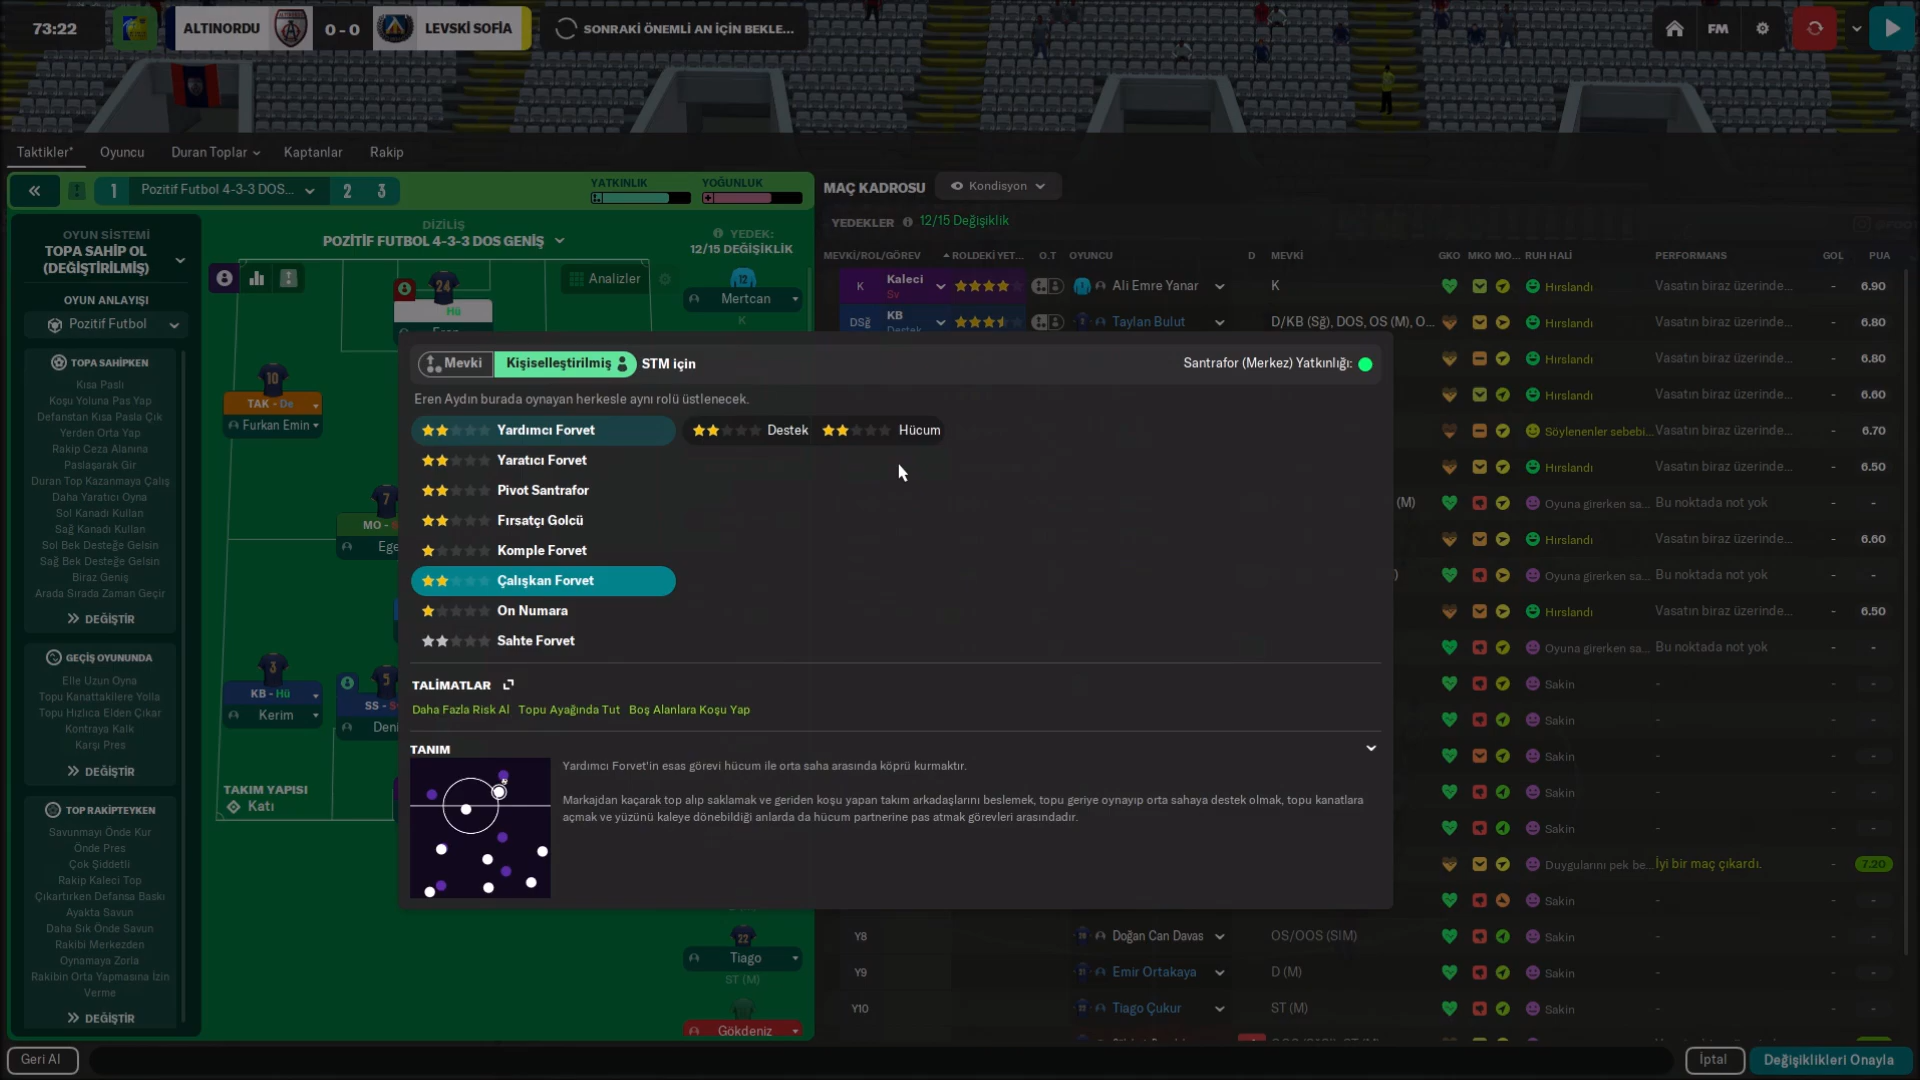 73:22
ALTINORDU
0 - 0
LEVSKİ SOFİA
SONRAKİ ÖNEMLİ AN İÇİN BEKLE...
FM
Taktikler*
Oyuncu
Duran Toplar
Kaptanlar
Rakip
1
Pozitif Futbol 4-3-3 DOS...
2
3
YATKINLIK
YOĞUNLUK
OYUN SİSTEMİ
TOPA SAHİP OL
(DEĞİŞTİRİLMİŞ)
OYUN ANLAYIŞI
Pozitif Futbol
TOPA SAHİPKEN
Kısa Paslı
Koşu Yoluna Pas Yap
Defanstan Kısa Pasla Çık
Yerden Orta Yap
Rakip Ceza Alanına
Paslaşarak Gir
Duran Top Kazanmaya Çalış
Daha Yaratıcı Oyna
Sol Kanadı Kullan
Sağ Kanadı Kullan
Sol Bek Desteğe Gelsin
Sağ Bek Desteğe Gelsin
Biraz Geniş
Arada Sırada Zaman Geçir
DEĞİŞTİR
GEÇİŞ OYUNUNDA
Elle Uzun Oyna
Topu Kanattakilere Yolla
Topu Hızlıca Elden Çıkar
Kontraya Kalk
Karşı Pres
DEĞİŞTİR
TOP RAKİPTEYKEN
Savunmayı Önde Kur
Önde Pres
Çok Şiddetli
Rakip Kaleci Top
Çıkartırken Defansa Baskı
Ayakta Savun
Daha Sık Önde Savun
Rakibi Merkezden
Oynamaya Zorla
Rakibin Orta Yapmasına İzin
Verme
DEĞİŞTİR
DİZİLİŞ
POZİTİF FUTBOL 4-3-3 DOS GENİŞ
YEDEK:
12/15 DEĞİŞİKLİK
Analizler
24
Hü
12
Mertcan
K
10
TAK - De
Furkan Emin
7
MO -
Ege
3
KB - Hü
Kerim
5
SS -
Deni
TAKIM YAPISI
Katı
22
Tiago
ST (M)
Gökdeniz
MAÇ KADROSU
Kondisyon
YEDEKLER
12/15 Değişiklik
MEVKİ/ROL/GÖREV
ROLDEKİ YET...
O.T
OYUNCU
D
MEVKİ
GKO
MKO
MO...
RUH HALİ
PERFORMANS
GOL
PUA
K
Kaleci
Sv
Ali Emre Yanar
K
Hırslandı
Vasatın biraz üzerinde...
-
6.90
DSğ
KB
Destek
Taylan Bulut
D/KB (Sğ), DOS, OS (M), O...
Hırslandı
Vasatın biraz üzerinde...
-
6.80
Hırslandı
Vasatın biraz üzerinde...
-
6.80
Hırslandı
Vasatın biraz üzerinde...
-
6.60
Söylenenler sebebi...
Vasatın biraz üzerinde...
-
6.70
Hırslandı
Vasatın biraz üzerinde...
-
6.50
(M)
Oyuna girerken sa...
Bu noktada not yok
-
-
Hırslandı
Vasatın biraz üzerinde...
-
6.60
)
Oyuna girerken sa...
Bu noktada not yok
-
-
Hırslandı
Vasatın biraz üzerinde...
-
6.50
Oyuna girerken sa...
Bu noktada not yok
-
-
Sakin
-
-
-
Sakin
-
-
-
Sakin
-
-
-
Sakin
-
-
-
Sakin
-
-
-
Duygularını pek be...
İyi bir maç çıkardı.
-
7.20
Sakin
-
-
-
Y8
Doğan Can Davas
OS/OOS (SlM)
Sakin
-
-
-
Y9
Emir Ortakaya
D (M)
Sakin
-
-
-
Y10
Tiago Çukur
ST (M)
Sakin
-
-
-
Mevki
Kişiselleştirilmiş
STM için
Santrafor (Merkez) Yatkınlığı:
Eren Aydın burada oynayan herkesle aynı rolü üstlenecek.
Yardımcı Forvet
Destek
Hücum
Yaratıcı Forvet
Pivot Santrafor
Fırsatçı Golcü
Komple Forvet
Çalışkan Forvet
On Numara
Sahte Forvet
TALİMATLAR
Daha Fazla Risk Al
Topu Ayağında Tut
Boş Alanlara Koşu Yap
TANIM
Yardımcı Forvet'in esas görevi hücum ile orta saha arasında köprü kurmaktır.
Markajdan kaçarak top alıp saklamak ve geriden koşu yapan takım arkadaşlarını beslemek, topu geriye oynayıp orta sahaya destek olmak, topu kanatlara
açmak ve yüzünü kaleye dönebildiği anlarda da hücum partnerine pas atmak görevleri arasındadır.
Geri Al
İptal
Değişiklikleri Onayla